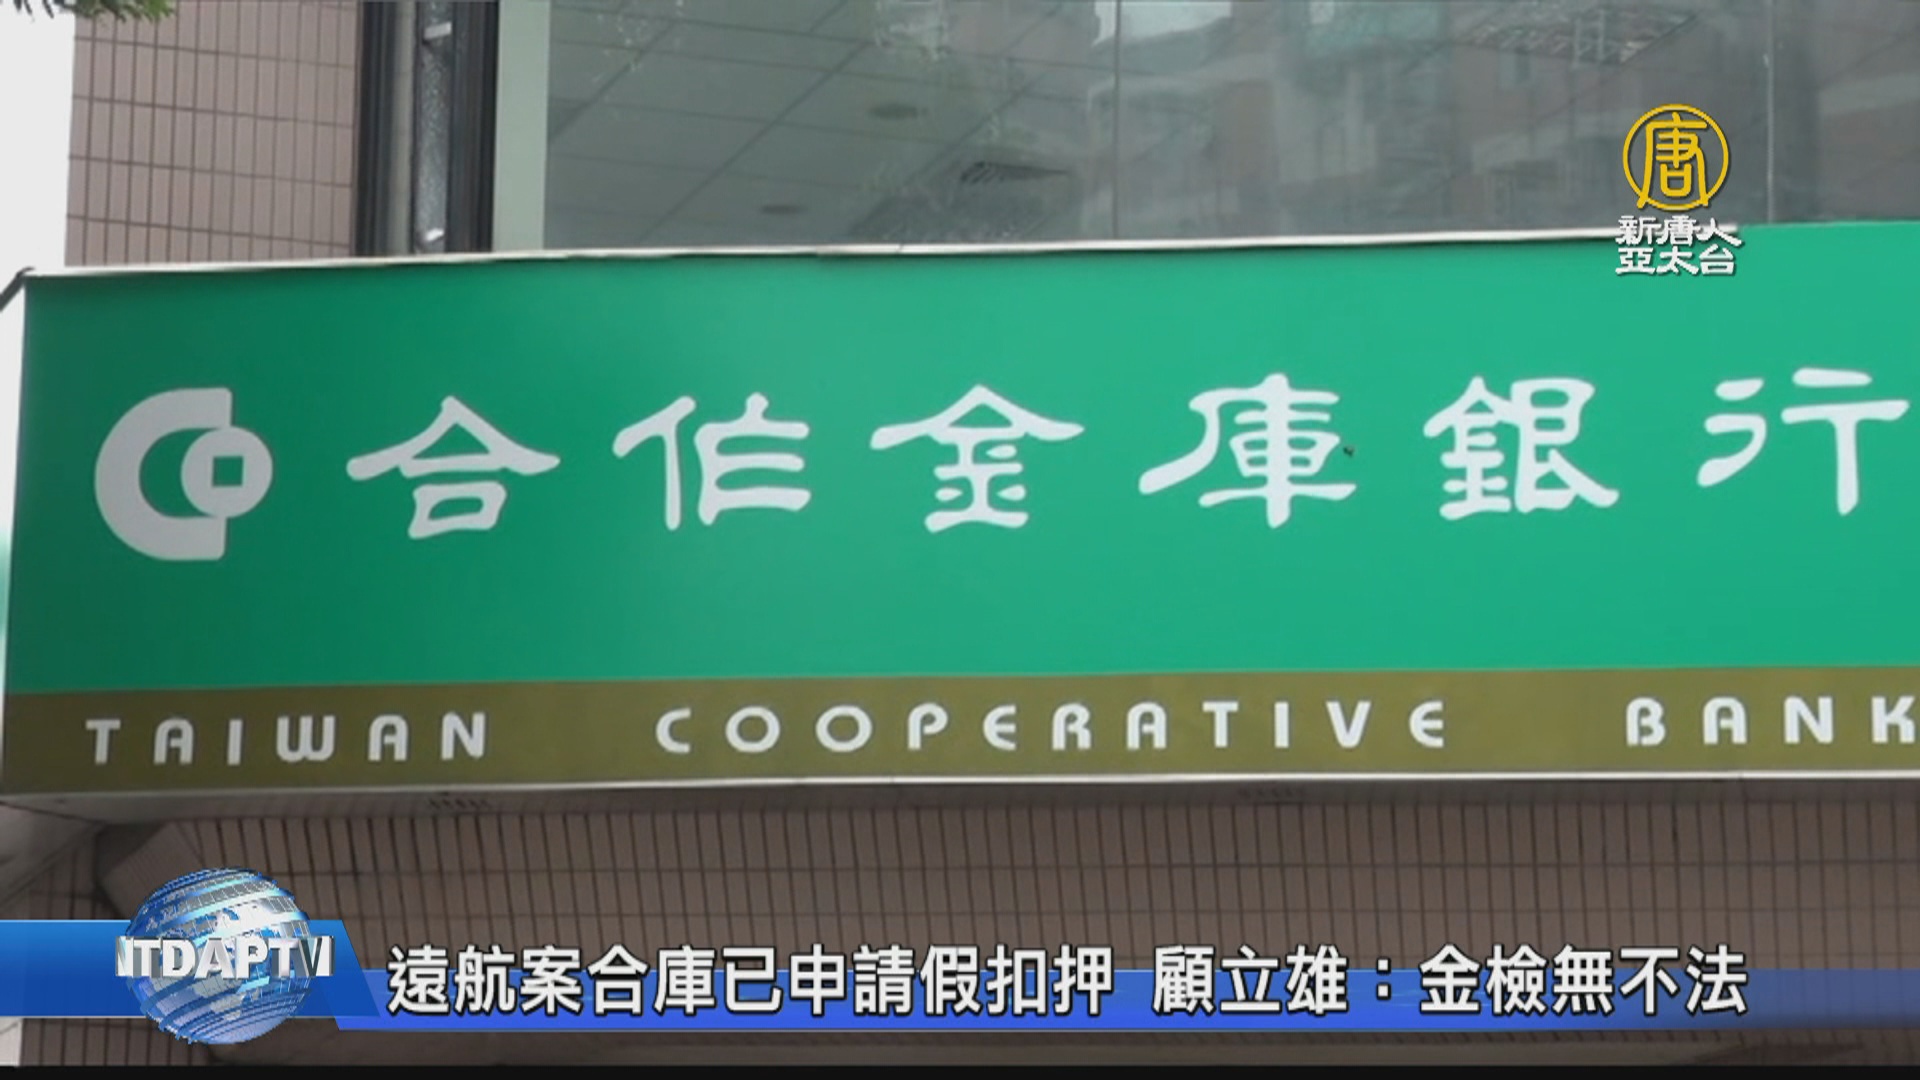 唐
新唐人
亞太台
合作金庫銀行
TAIWAN COOPERATIVE BANK
NTDAPTV
遠航案合庫已申請假扣押 顧立雄：金檢無不法